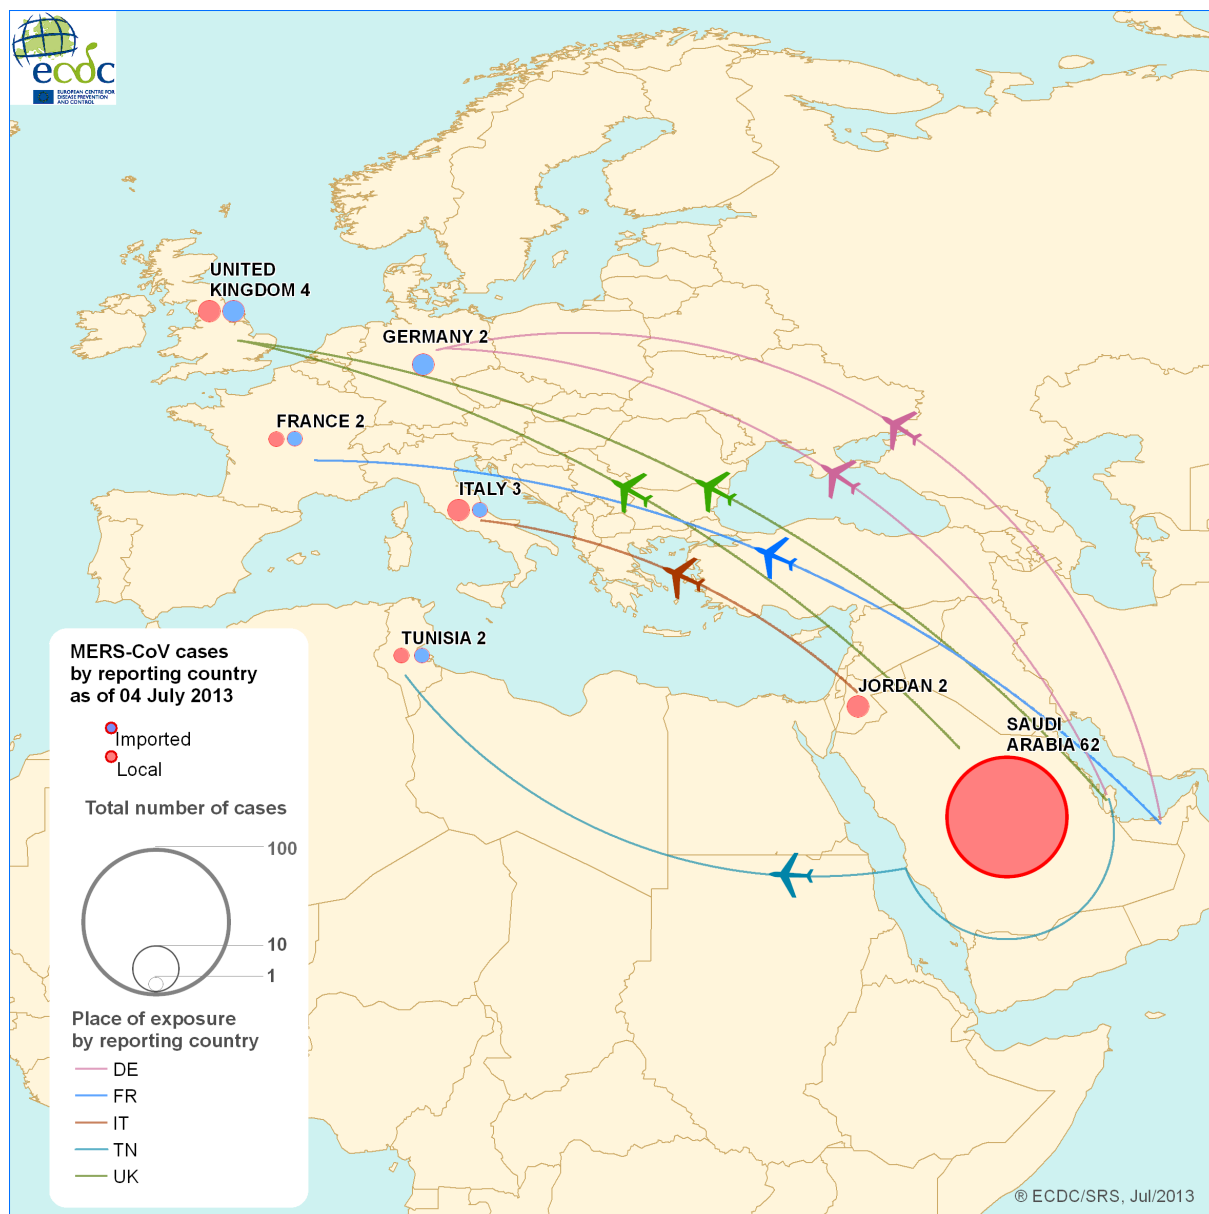 ecdc
EUROPEAN CENTRE FOR
DISEASE PREVENTION
AND CONTROL
UNITED
KINGDOM 4
GERMANY 2
FRANCE 2
ITALY 3
TUNISIA 2
JORDAN 2
SAUDI
ARABIA 62
MERS-CoV cases
by reporting country
as of 04 July 2013
Imported
Local
Total number of cases
100
10
1
Place of exposure
by reporting country
DE
FR
IT
TN
UK
® ECDC/SRS, Jul/2013